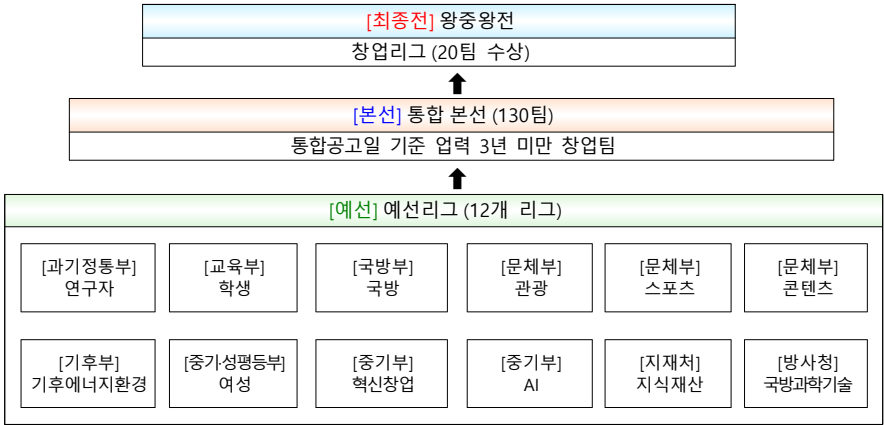 [최종전] 왕중왕전
창업리그 (20팀 수상)
[본선] 통합 본선 (130팀)
통합공고일 기준 업력 3년 미만 창업팀
[예선] 예선리그 (12개 리그)
[과기정통부]
연구자
[교육부]
학생
[국방부]
국방
[문체부]
관광
[문체부]
스포츠
[문체부]
콘텐츠
[기후부]
기후에너지환경
[중기·성평등부]
여성
[중기부]
혁신창업
[중기부]
AI
[지재처]
지식재산
[방사청]
국방과학기술